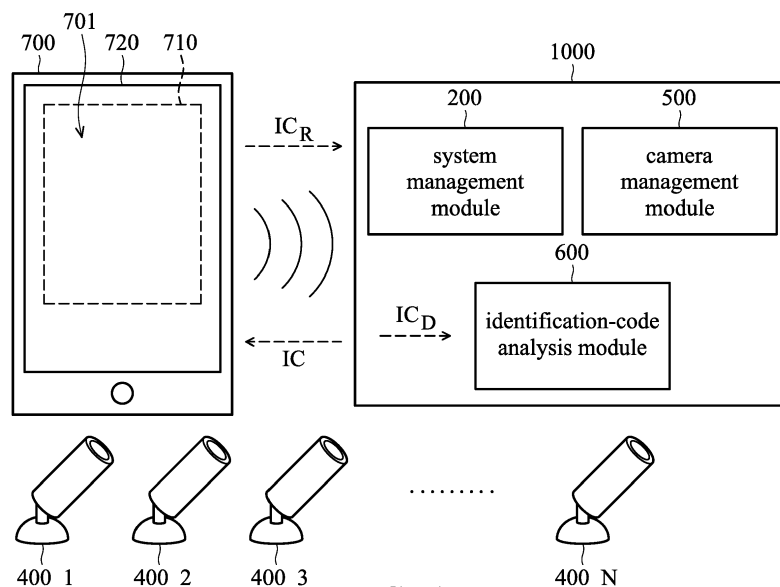 701
700
720
710
1000
200
500
IC_R
system
management
module
camera
management
module
600
IC_D
identification-code
analysis module
IC
400_1
400_2
400_3
.........
400_N